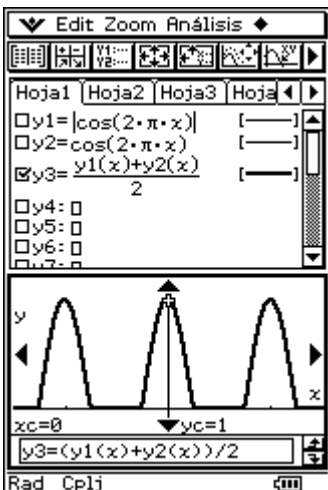 Edit Zoom Análisis
Hoja1 Hoja2 Hoja3 Hoja
y1=|cos(2·π·x)| [—]
y2=cos(2·π·x) [—]
y3=(y1(x)+y2(x))/2 [—]
y4:
y5:
y6:
y7:
y
x
xc=0 yc=1
y3=(y1(x)+y2(x))/2
Rad Cplj